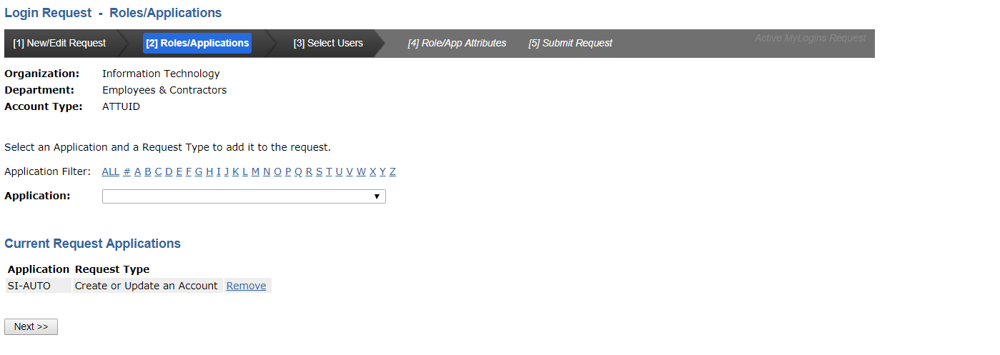 Login Request - Roles/Applications
[1] New/Edit Request [2] Roles/Applications [3] Select Users [4] Role/App Attributes [5] Submit Request Active MyLogins Request
Organization: Information Technology
Department: Employees & Contractors
Account Type: ATTUID
Select an Application and a Request Type to add it to the request.
Application Filter: ALL # A B C D E F G H I J K L M N O P Q R S T U V W X Y Z
Application:
Current Request Applications
Application Request Type
SI-AUTO Create or Update an Account Remove
Next >>